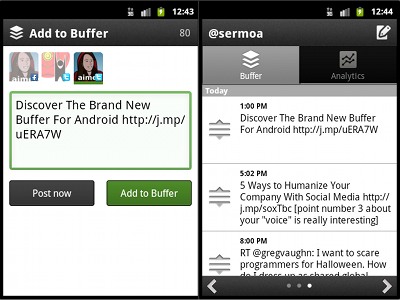 12:43
Add to Buffer
80
aime
aime
Discover The Brand New
Buffer For Android http://j.mp/
uERA7W
Post now
Add to Buffer
12:44
@sermoa
Buffer
Analytics
Today
1:00 PM
Discover The Brand New
Buffer For Android http://j.mp/
uERA7W
5:02 PM
5 Ways to Humanize Your
Company With Social Media http://
j.mp/soxTbc [point number 3 about
your "voice" is really interesting]
8:00 PM
RT @gregvaughn: I want to scare
programmers for Halloween. How
do I dress up as shared global